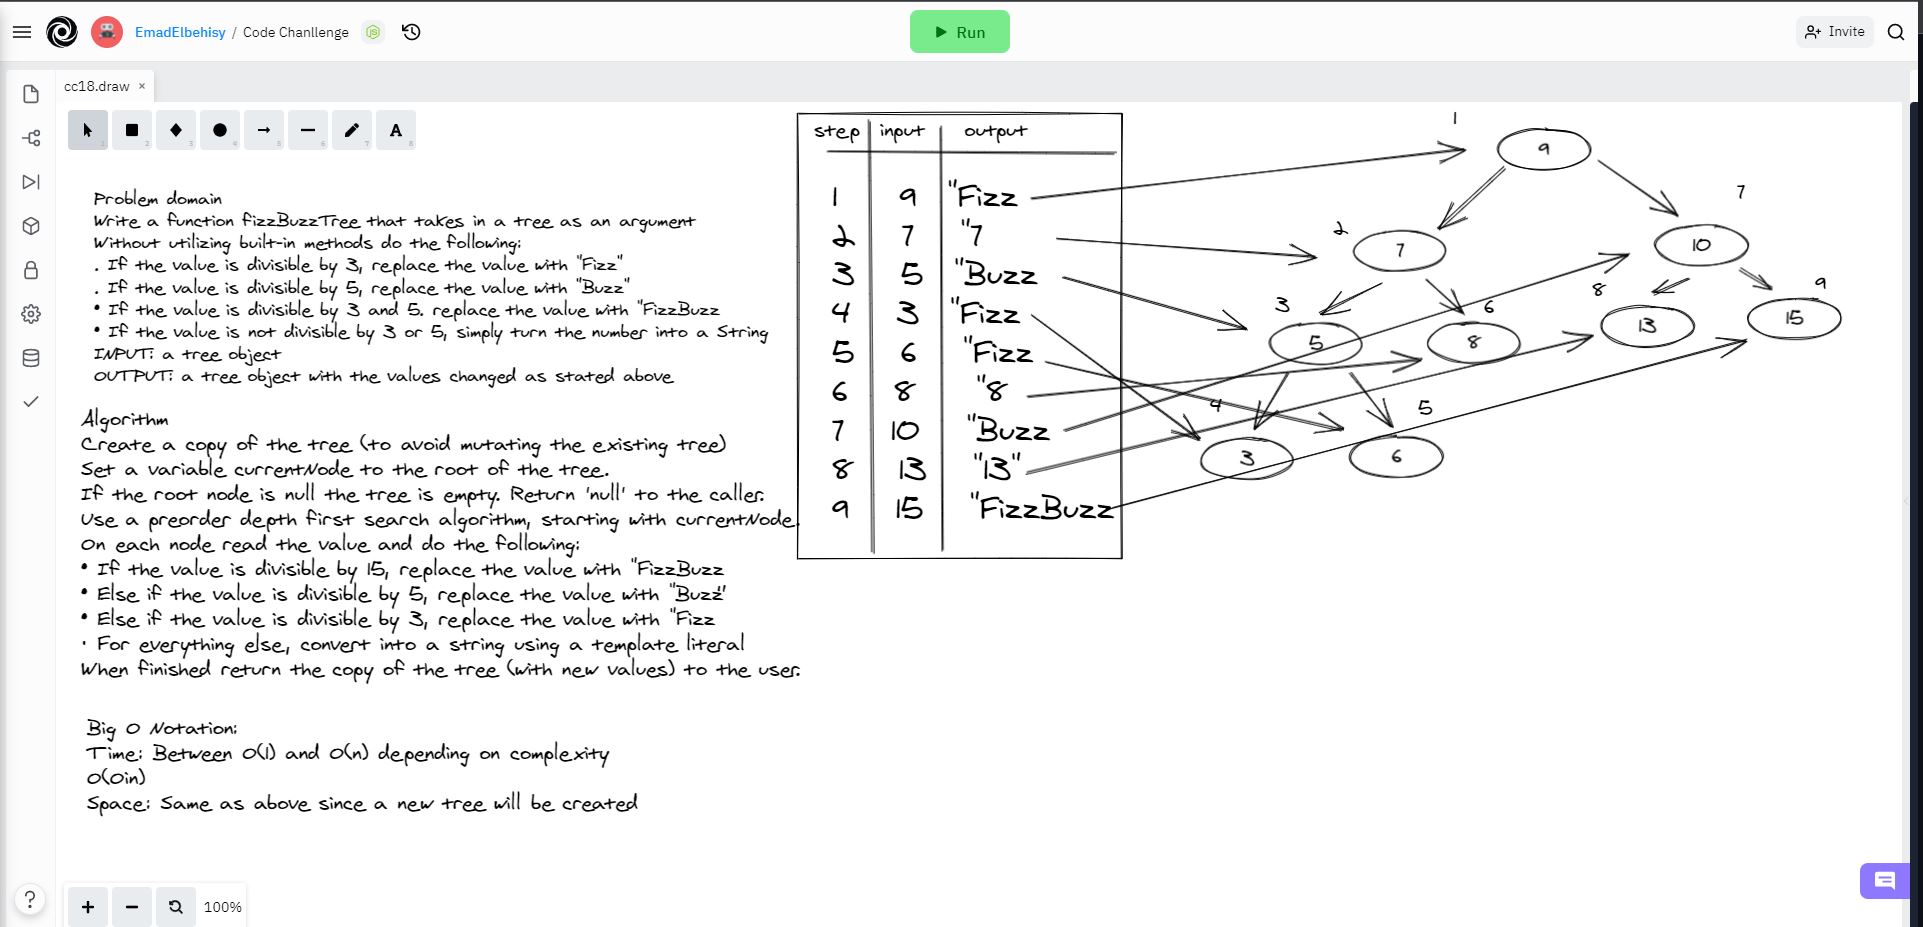 EmadElbehisy / Code Chanllenge
Run
Invite
cc18.draw ×
1 2 3 4 5 6 7 8
A
Problem domain
Write a function fizzBuzzTree that takes in a tree as an argument
Without utilizing built-in methods do the following:
. If the value is divisible by 3, replace the value with "Fizz"
. If the value is divisible by 5, replace the value with "Buzz"
• If the value is divisible by 3 and 5. replace the value with "FizzBuzz
• If the value is not divisible by 3 or 5, simply turn the number into a String
INPUT: a tree object
OUTPUT: a tree object with the values changed as stated above
Algorithm
Create a copy of the tree (to avoid mutating the existing tree)
Set a variable currentNode to the root of the tree.
If the root node is null the tree is empty. Return 'null' to the caller.
Use a preorder depth first search algorithm, starting with currentNode.
On each node read the value and do the following:
• If the value is divisible by 15, replace the value with "FizzBuzz
• Else if the value is divisible by 5, replace the value with "Buzz'
• Else if the value is divisible by 3, replace the value with "Fizz
· For everything else, convert into a string using a template literal
When finished return the copy of the tree (with new values) to the user.
Big O Notation:
Time: Between O(1) and O(n) depending on complexity
O(0in)
Space: Same as above since a new tree will be created
step input output
1 9 "Fizz
2 7 "7
3 5 "Buzz
4 3 "Fizz
5 6 "Fizz
6 8 "8
7 10 "Buzz
8 13 "13"
9 15 "FizzBuzz
1
9
7
2
7
10
3
6
8
9
5
8
13
15
4
5
3
6
?
100%